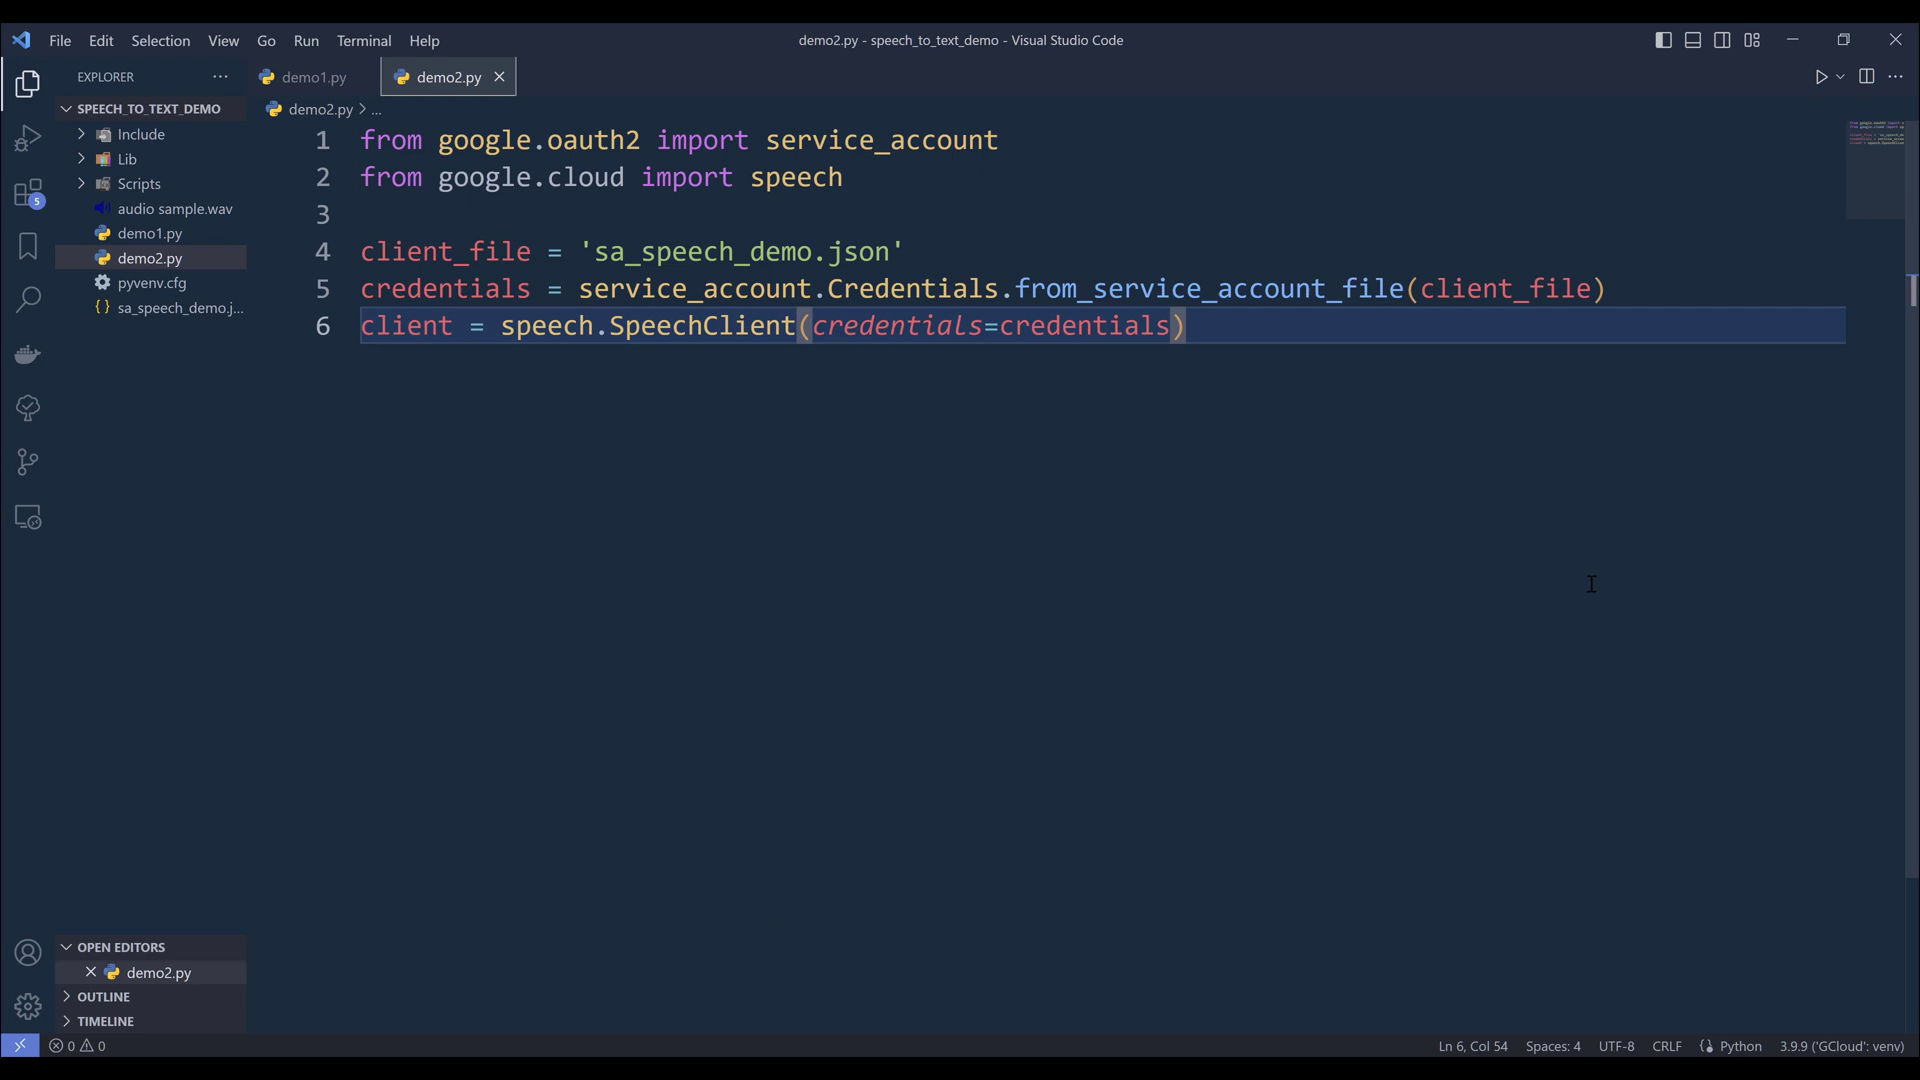 File Edit Selection View Go Run Terminal Help
demo2.py - speech_to_text_demo - Visual Studio Code
EXPLORER ...
demo1.py
demo2.py
SPEECH_TO_TEXT_DEMO
demo2.py > ...
Include
Lib
Scripts
audio sample.wav
demo1.py
demo2.py
pyvenv.cfg
{} sa_speech_demo.j...
5
1 from google.oauth2 import service_account
2 from google.cloud import speech
3
4 client_file = 'sa_speech_demo.json'
5 credentials = service_account.Credentials.from_service_account_file(client_file)
6 client = speech.SpeechClient(credentials=credentials)
OPEN EDITORS
demo2.py
OUTLINE
TIMELINE
0 0
Ln 6, Col 54 Spaces: 4 UTF-8 CRLF Python 3.9.9 ('GCloud': venv)